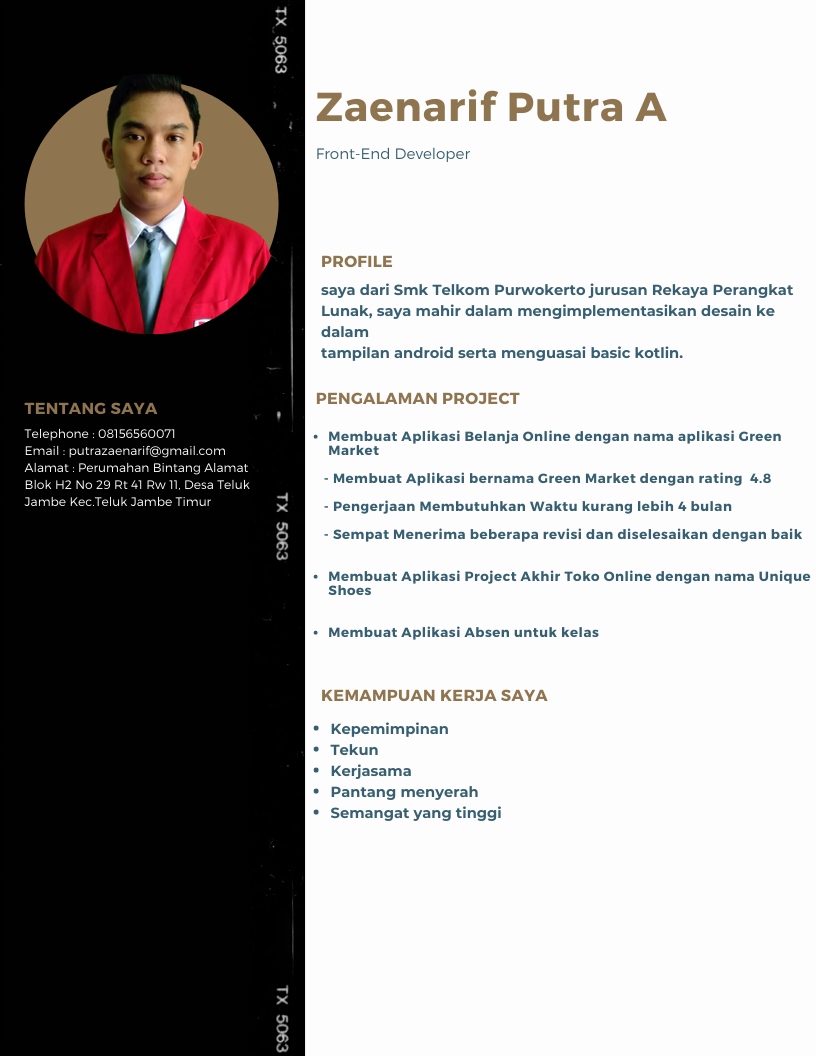 TX 5063
Zaenarif Putra A
Front-End Developer
PROFILE
saya dari Smk Telkom Purwokerto jurusan Rekaya Perangkat
Lunak, saya mahir dalam mengimplementasikan desain ke
dalam
tampilan android serta menguasai basic kotlin.
TENTANG SAYA
Telephone : 08156560071
Email : putrazaenarif@gmail.com
Alamat : Perumahan Bintang Alamat
Blok H2 No 29 Rt 41 Rw 11, Desa Teluk
Jambe Kec.Teluk Jambe Timur
TX 5063
PENGALAMAN PROJECT
• Membuat Aplikasi Belanja Online dengan nama aplikasi Green
Market
- Membuat Aplikasi bernama Green Market dengan rating 4.8
- Pengerjaan Membutuhkan Waktu kurang lebih 4 bulan
- Sempat Menerima beberapa revisi dan diselesaikan dengan baik
• Membuat Aplikasi Project Akhir Toko Online dengan nama Unique
Shoes
• Membuat Aplikasi Absen untuk kelas
KEMAMPUAN KERJA SAYA
• Kepemimpinan
• Tekun
• Kerjasama
• Pantang menyerah
• Semangat yang tinggi
TX 5063